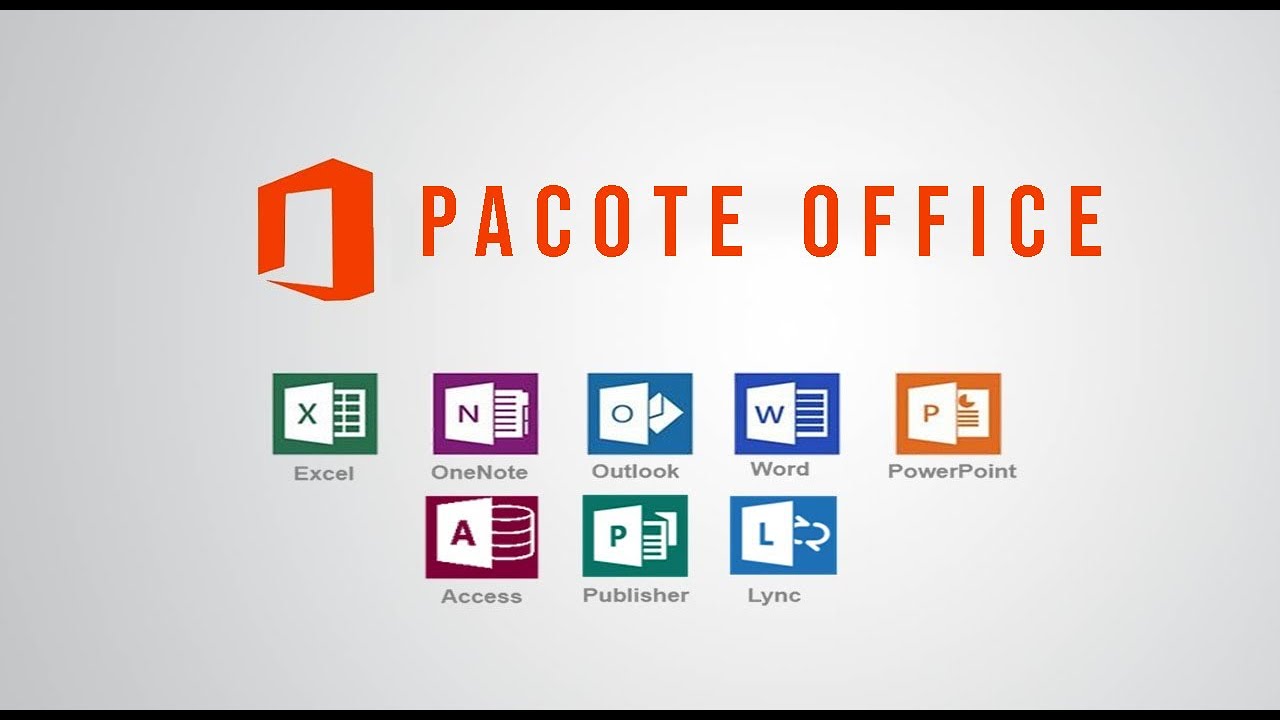 PACOTE OFFICE
X N O W P
Excel OneNote Outlook Word PowerPoint
A P L
Access Publisher Lync